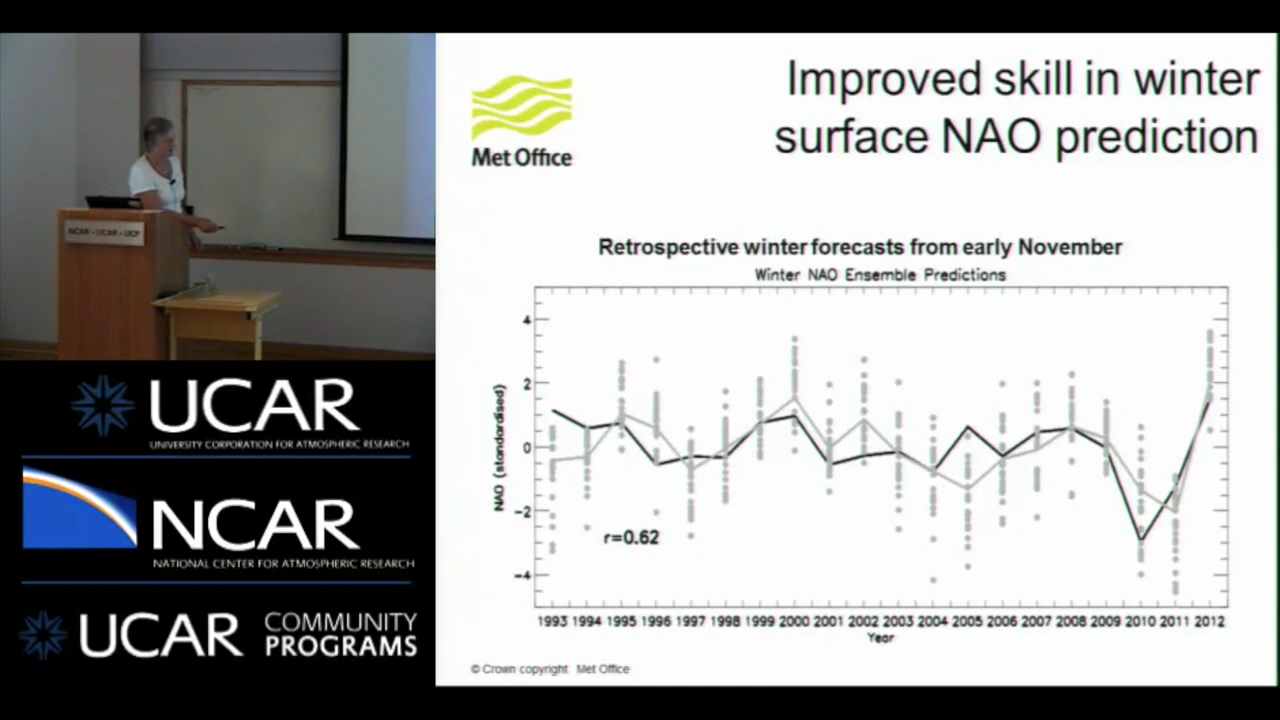 Improved skill in winter
surface NAO prediction
Met Office
NCAR • UCAR • UCP
Retrospective winter forecasts from early November
Winter NAO Ensemble Predictions
NAO (standardised)
4
2
0
-2
-4
r=0.62
1993 1994 1995 1996 1997 1998 1999 2000 2001 2002 2003 2004 2005 2006 2007 2008 2009 2010 2011 2012
Year
© Crown copyright Met Office
UCAR
UNIVERSITY CORPORATION FOR ATMOSPHERIC RESEARCH
NCAR
NATIONAL CENTER FOR ATMOSPHERIC RESEARCH
UCAR COMMUNITY
PROGRAMS